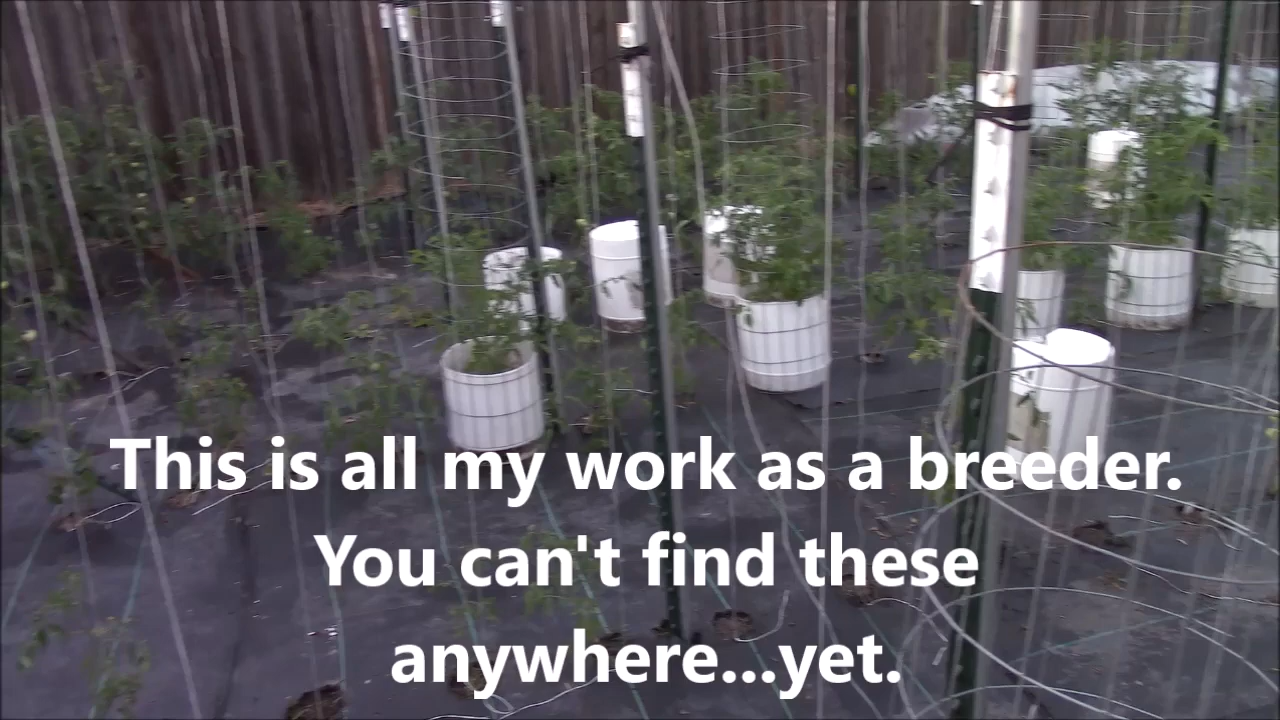 This is all my work as a breeder.
You can't find these
anywhere...yet.